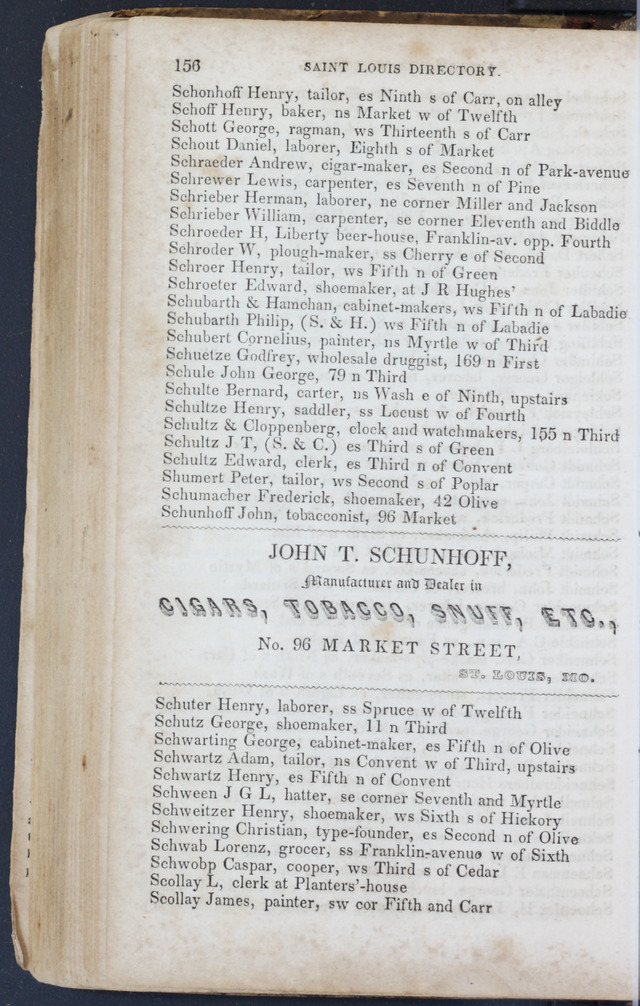 156 SAINT LOUIS DIRECTORY.
Schonhoff Henry, tailor, es Ninth s of Carr, on alley
Schoff Henry, baker, ns Market w of Twelfth
Schott George, ragman, ws Thirteenth s of Carr
Schout Daniel, laborer, Eighth s of Market
Schraeder Andrew, cigar-maker, es Second n of Park-avenue
Schrewer Lewis, carpenter, es Seventh n of Pine
Schrieber Herman, laborer, ne corner Miller and Jackson
Schrieber William, carpenter, se corner Eleventh and Biddle
Schroeder H, Liberty beer-house, Franklin-av. opp. Fourth
Schroder W, plough-maker, ss Cherry e of Second
Schroer Henry, tailor, ws Fifth n of Green
Schroeter Edward, shoemaker, at J R Hughes'
Schubarth & Hamchan, cabinet-makers, ws Fifth n of Labadie
Schubarth Philip, (S. & H.) ws Fifth n of Labadie
Schubert Cornelius, painter, ns Myrtle w of Third
Schuetze Godfrey, wholesale druggist, 169 n First
Schule John George, 79 n Third
Schulte Bernard, carter, ns Wash e of Ninth, upstairs
Schultze Henry, saddler, ss Locust w of Fourth
Schultz & Cloppenberg, clock and watchmakers, 155 n Third
Schultz J T, (S. & C.) es Third s of Green
Schultz Edward, clerk, es Third n of Convent
Shumert Peter, tailor, ws Second s of Poplar
Schumacher Frederick, shoemaker, 42 Olive
Schunhoff John, tobacconist, 96 Market
JOHN T. SCHUNHOFF,
Manufacturer and Dealer in
CIGARS, TOBACCO, SNUFF, ETC.,
No. 96 MARKET STREET,
ST. LOUIS, MO.
Schuter Henry, laborer, ss Spruce w of Twelfth
Schutz George, shoemaker, 11 n Third
Schwarting George, cabinet-maker, es Fifth n of Olive
Schwartz Adam, tailor, ns Convent w of Third, upstairs
Schwartz Henry, es Fifth n of Convent
Schween J G L, hatter, se corner Seventh and Myrtle
Schweitzer Henry, shoemaker, ws Sixth s of Hickory
Schwering Christian, type-founder, es Second n of Olive
Schwab Lorenz, grocer, ss Franklin-avenue w of Sixth
Schwobp Caspar, cooper, ws Third s of Cedar
Scollay L, clerk at Planters'-house
Scollay James, painter, sw cor Fifth and Carr